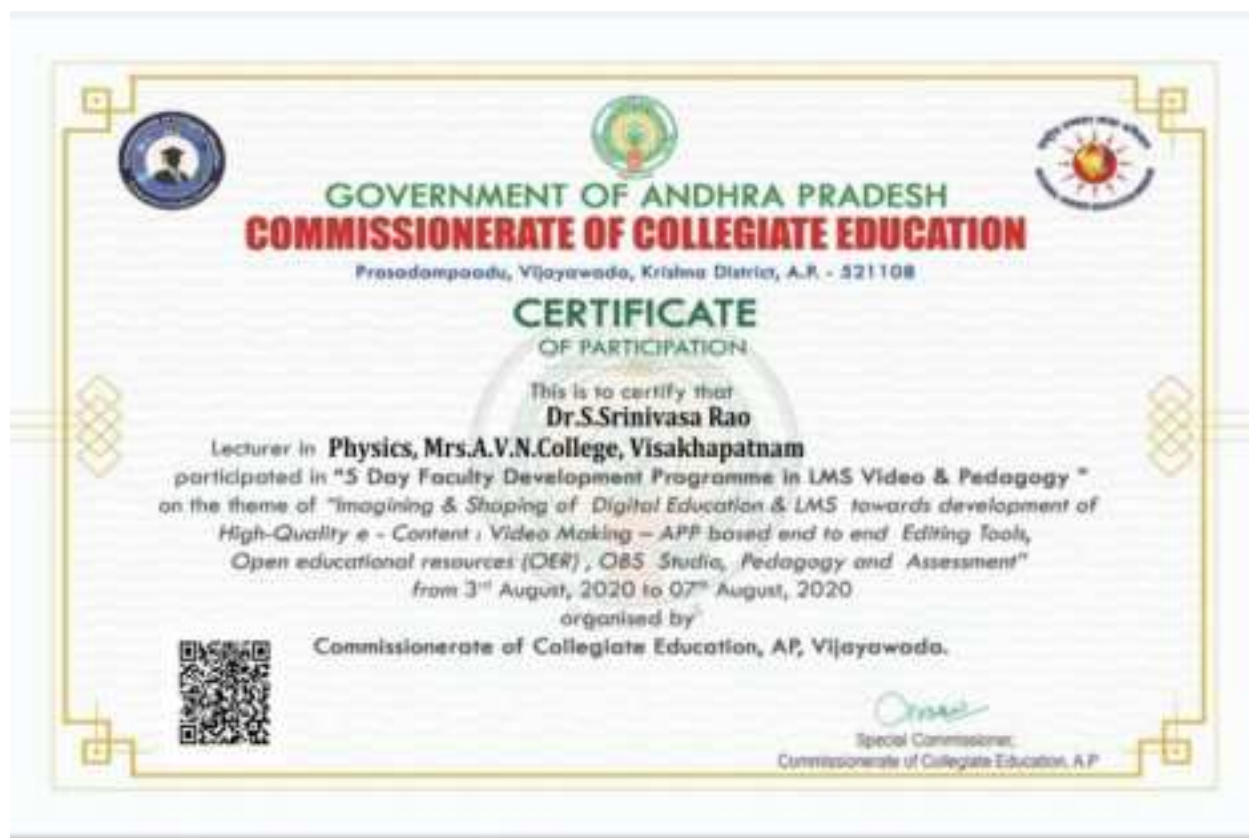 GOVERNMENT OF ANDHRA PRADESH
COMMISSIONERATE OF COLLEGIATE EDUCATION
Prasadampaadu, Vijayawada, Krishna District, A.P. - 521108
CERTIFICATE
OF PARTICIPATION
This is to certify that
Dr.S.Srinivasa Rao
Lecturer in Physics, Mrs.A.V.N.College, Visakhapatnam
participated in "5 Day Faculty Development Programme in LMS Video & Pedagogy "
on the theme of "Imagining & Shaping of Digital Education & LMS towards development of
High-Quality e - Content : Video Making – APP based end to end Editing Tools,
Open educational resources (OER) , OBS Studio, Pedagogy and Assessment"
from 3rd August, 2020 to 07th August, 2020
organised by
Commissionerate of Collegiate Education, AP, Vijayawada.
Special Commissioner,
Commissionerate of Collegiate Education, A.P